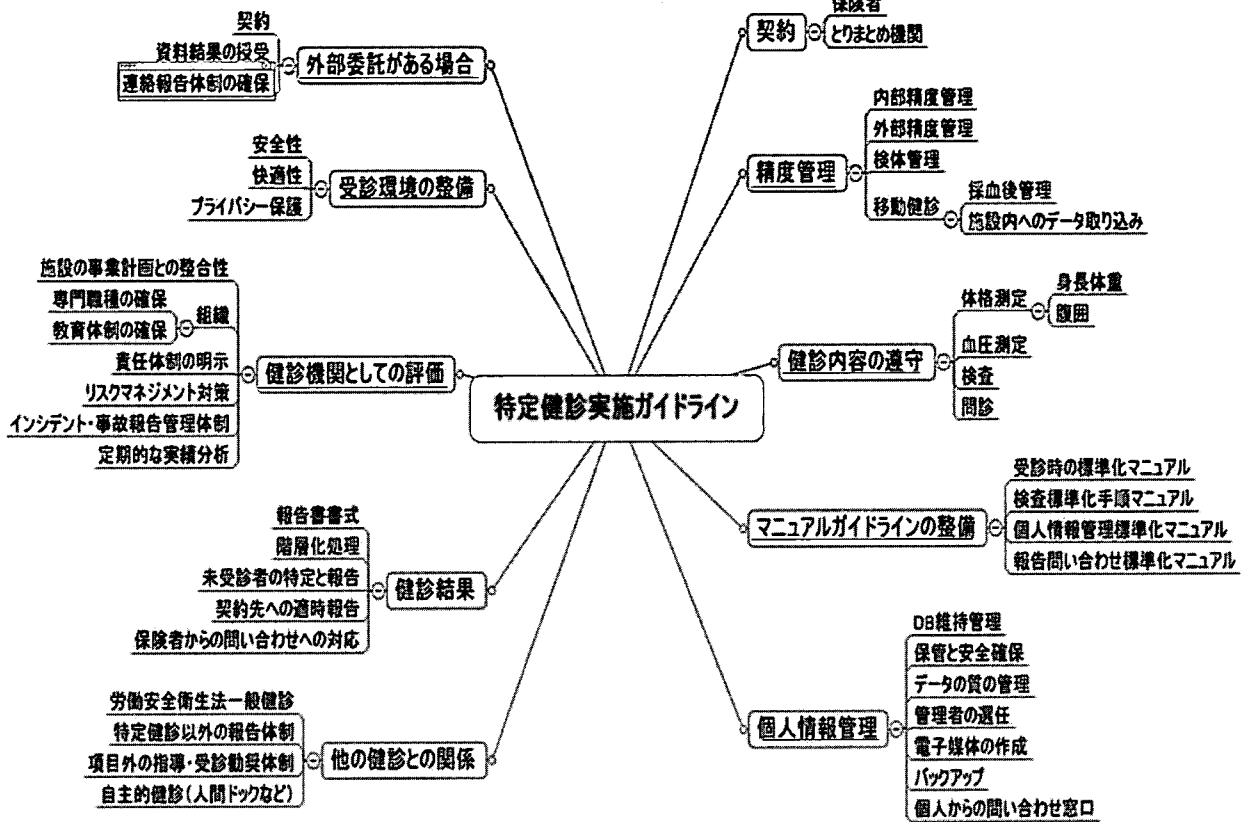 特定健診実施ガイドライン
契約
保険者
とりまとめ機関
精度管理
内部精度管理
外部精度管理
検体管理
移動健診
採血後管理
施設内へのデータ取り込み
健診内容の遵守
体格測定
身長体重
腹囲
血圧測定
検査
問診
マニュアルガイドラインの整備
受診時の標準化マニュアル
検査標準化手順マニュアル
個人情報管理標準化マニュアル
報告問い合わせ標準化マニュアル
個人情報管理
DB維持管理
保管と安全確保
データの質の管理
管理者の選任
電子媒体の作成
バックアップ
個人からの問い合わせ窓口
外部委託がある場合
契約
資料結果の授受
連絡報告体制の確保
受診環境の整備
安全性
快適性
プライバシー保護
健診機関としての評価
施設の事業計画との整合性
組織
専門職種の確保
教育体制の確保
責任体制の明示
リスクマネジメント対策
インシデント・事故報告管理体制
定期的な実績分析
健診結果
報告書書式
階層化処理
未受診者の特定と報告
契約先への適時報告
保険者からの問い合わせへの対応
他の健診との関係
労働安全衛生法一般健診
特定健診以外の報告体制
項目外の指導・受診勧奨体制
自主的健診(人間ドックなど)